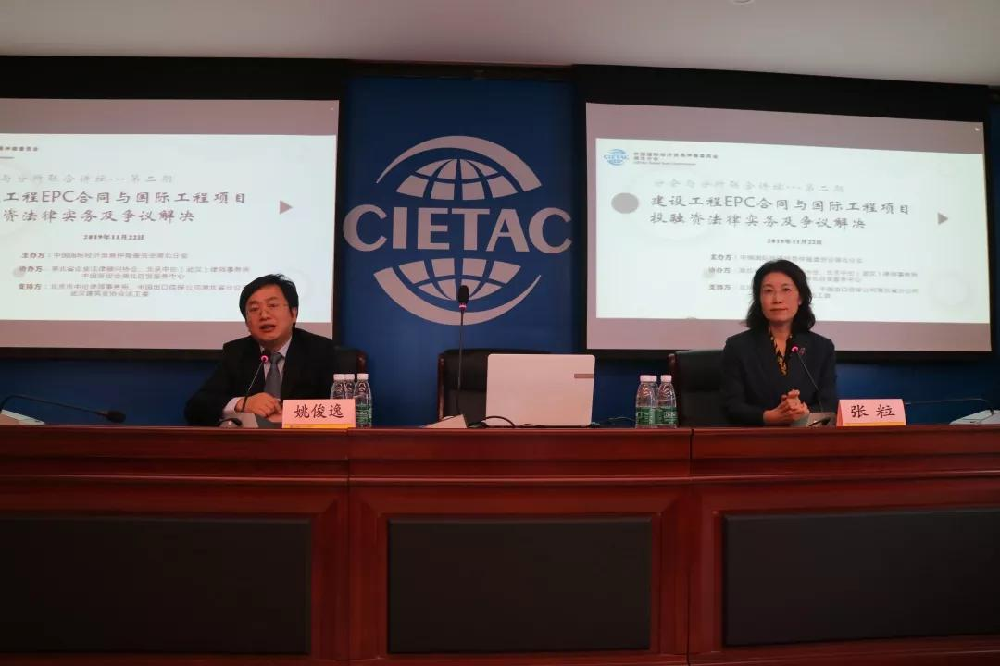 易仲裁委员会
与分所联合讲坛···第二期
工程EPC合同与国际工程项目
资法律实务及争议解决
2019年11月22日
主办方:中国国际经济贸易仲裁委员会湖北分会
协办方:湖北省企业法律顾问协会、北京中伦(武汉)律师事务所
中国贸促会湖北自贸服务中心
支持方:北京市中伦律师事务所、中国出口信保公司湖北省分公
武汉建筑业协会法工委
CIETAC
CIETAC
中国国际经济贸易仲裁委员会
湖北分会
分会与分所联合讲坛···第二期
建设工程EPC合同与国际工程项目
投融资法律实务及争议解决
2019年11月22
主办方:中国国际经济贸易仲裁委员会湖北分会
协办方:湖北
北京中伦(武汉)律师事务所
支持方:北京
中国出口信保公司湖北省分公司
姚俊逸
张粒